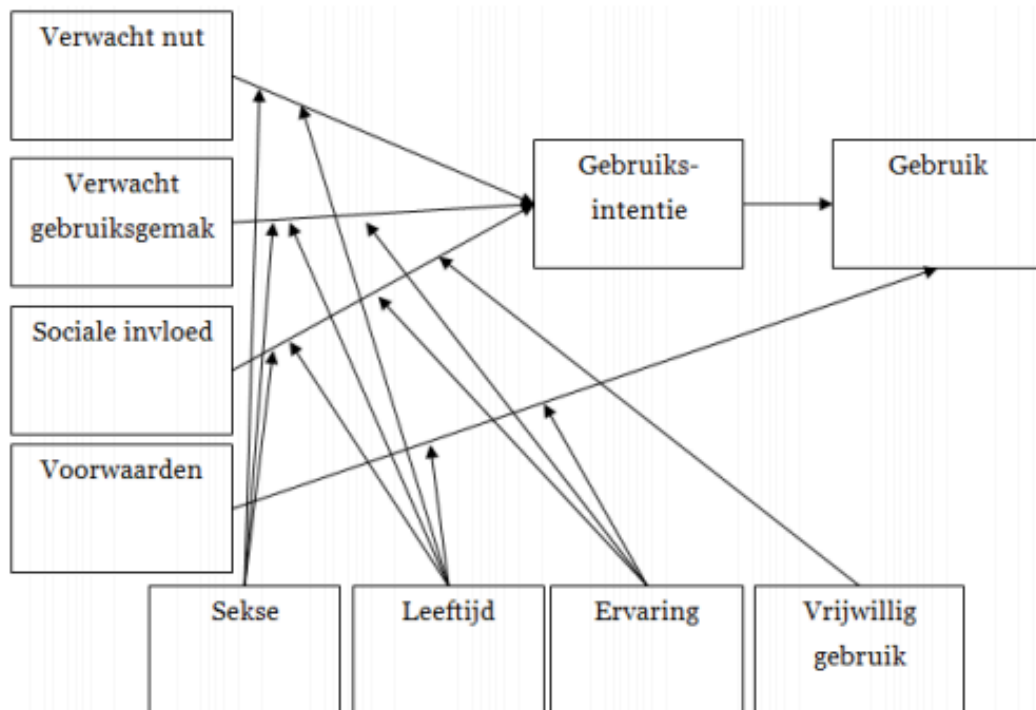 Verwacht nut
Verwacht
gebruiksgemak
Sociale invloed
Voorwaarden
Gebruiks-
intentie
Gebruik
Sekse
Leeftijd
Ervaring
Vrijwillig
gebruik